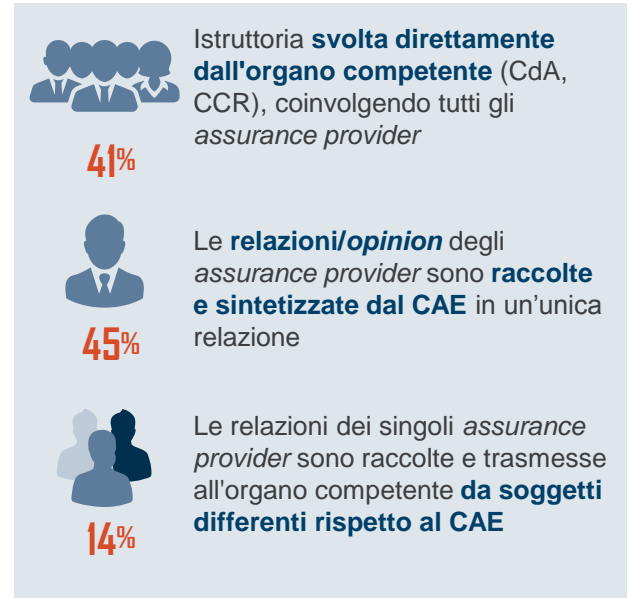 Istruttoria svolta direttamente
dall'organo competente (CdA,
CCR), coinvolgendo tutti gli
assurance provider
41%
Le relazioni/opinion degli
assurance provider sono raccolte
e sintetizzate dal CAE in un’unica
relazione
45%
Le relazioni dei singoli assurance
provider sono raccolte e trasmesse
all'organo competente da soggetti
differenti rispetto al CAE
14%